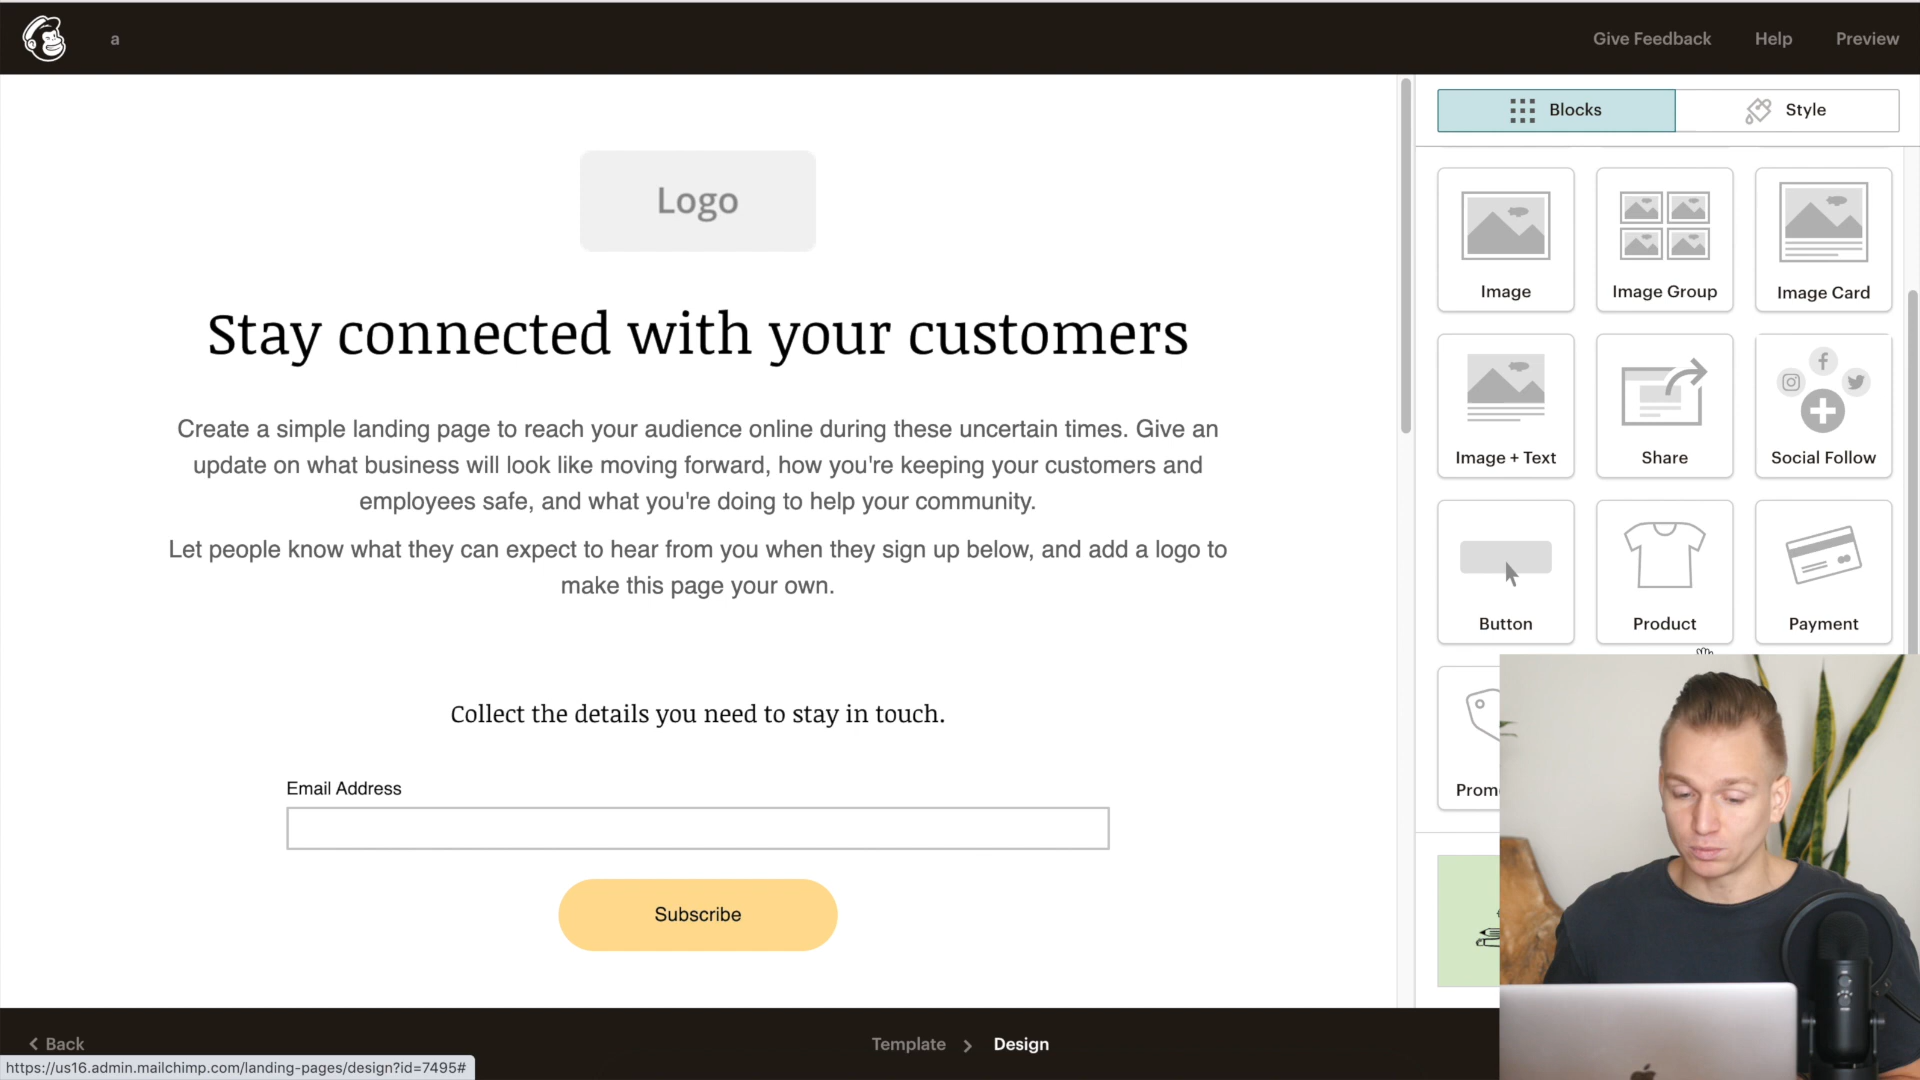 a
Give Feedback
Help
Preview
Blocks
Style
Logo
Stay connected with your customers
Create a simple landing page to reach your audience online during these uncertain times. Give an
update on what business will look like moving forward, how you're keeping your customers and
employees safe, and what you're doing to help your community.
Let people know what they can expect to hear from you when they sign up below, and add a logo to
make this page your own.
Collect the details you need to stay in touch.
Email Address
Subscribe
Image
Image Group
Image Card
Image + Text
Share
Social Follow
Button
Product
Payment
Back
Template
Design
https://us16.admin.mailchimp.com/landing-pages/design?id=7495#